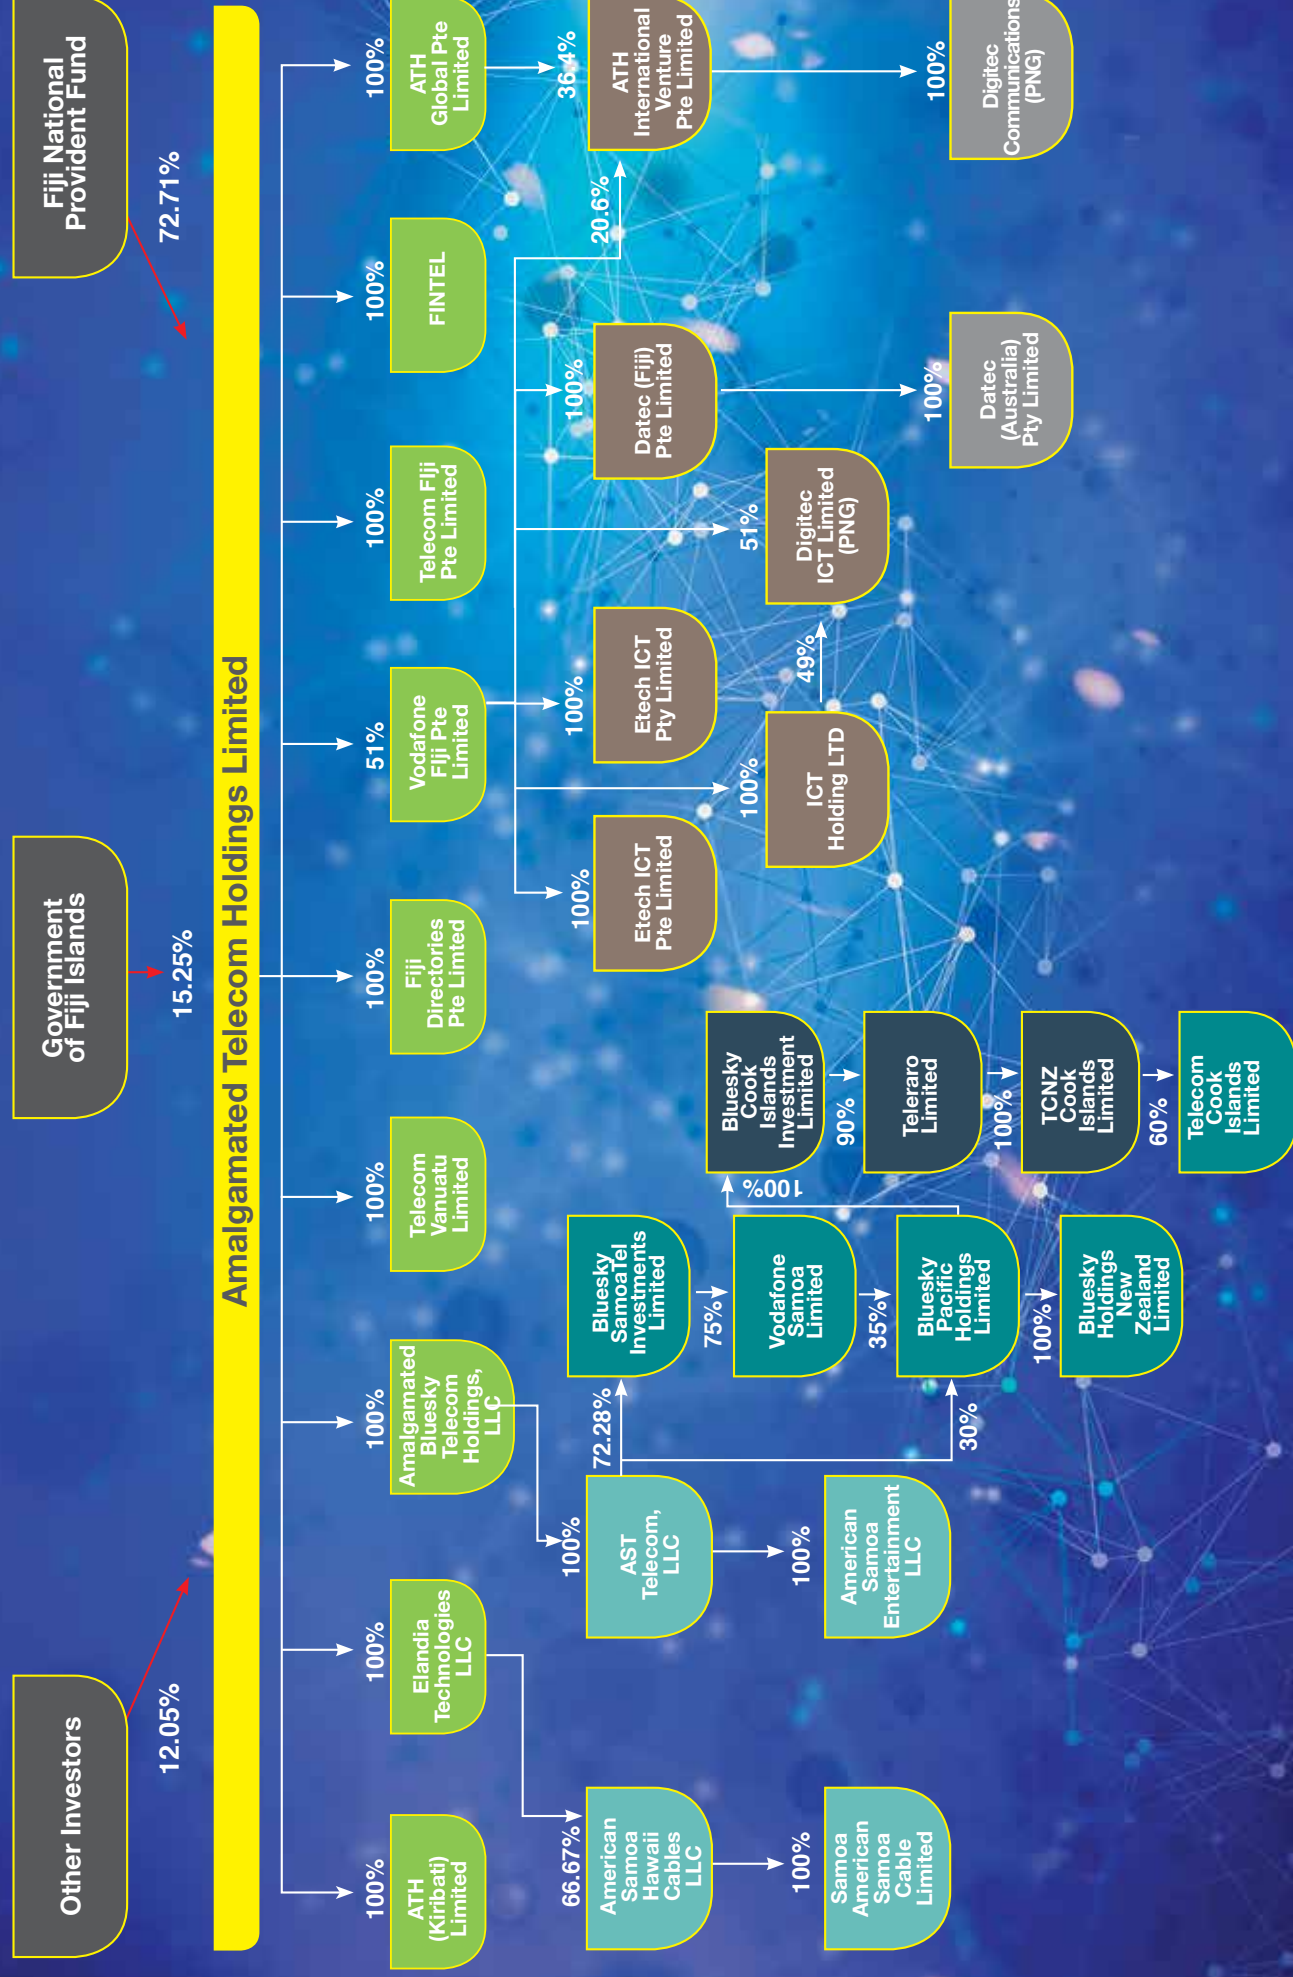 Other Investors
Government
of Fiji Islands
Fiji National
Provident Fund
12.05%
15.25%
72.71%
Amalgamated Telecom Holdings Limited
100%
100%
100%
100%
100%
51%
100%
100%
100%
ATH
(Kiribati)
Limited
Elandia
Technologies
LLC
Amalgamated
Bluesky
Telecom
Holdings,
LLC
Telecom
Vanuatu
Limited
Fiji
Directories
Pte Limted
Vodafone
FIji Pte
Limited
Telecom FIji
Pte Limited
FINTEL
ATH
Global Pte
Limited
66.67%
American
Samoa
Hawaii
Cables
LLC
100%
Samoa
American
Samoa
Cable
Limited
100%
AST
Telecom,
LLC
100%
American
Samoa
Entertainment
LLC
72.28%
30%
Bluesky
SamoaTel
Investments
Limited
75%
Vodafone
Samoa
Limited
35%
Bluesky
Pacific
Holdings
Limited
100%
Bluesky
Holdings
New
Zealand
Limited
100%
Bluesky
Cook
Islands
Investment
Limited
90%
Teleraro
Limited
100%
TCNZ
Cook
Islands
Limited
60%
Telecom
Cook
Islands
Limited
100%
Etech ICT
Pte Limited
100%
ICT
Holding LTD
100%
Etech ICT
Pty Limited
49%
51%
Digitec
ICT Limited
(PNG)
100%
Datec (Fiji)
Pte Limited
100%
Datec
(Australia)
Pty Limited
20.6%
36.4%
ATH
International
Venture
Pte Limited
100%
Digitec
Communications
(PNG)